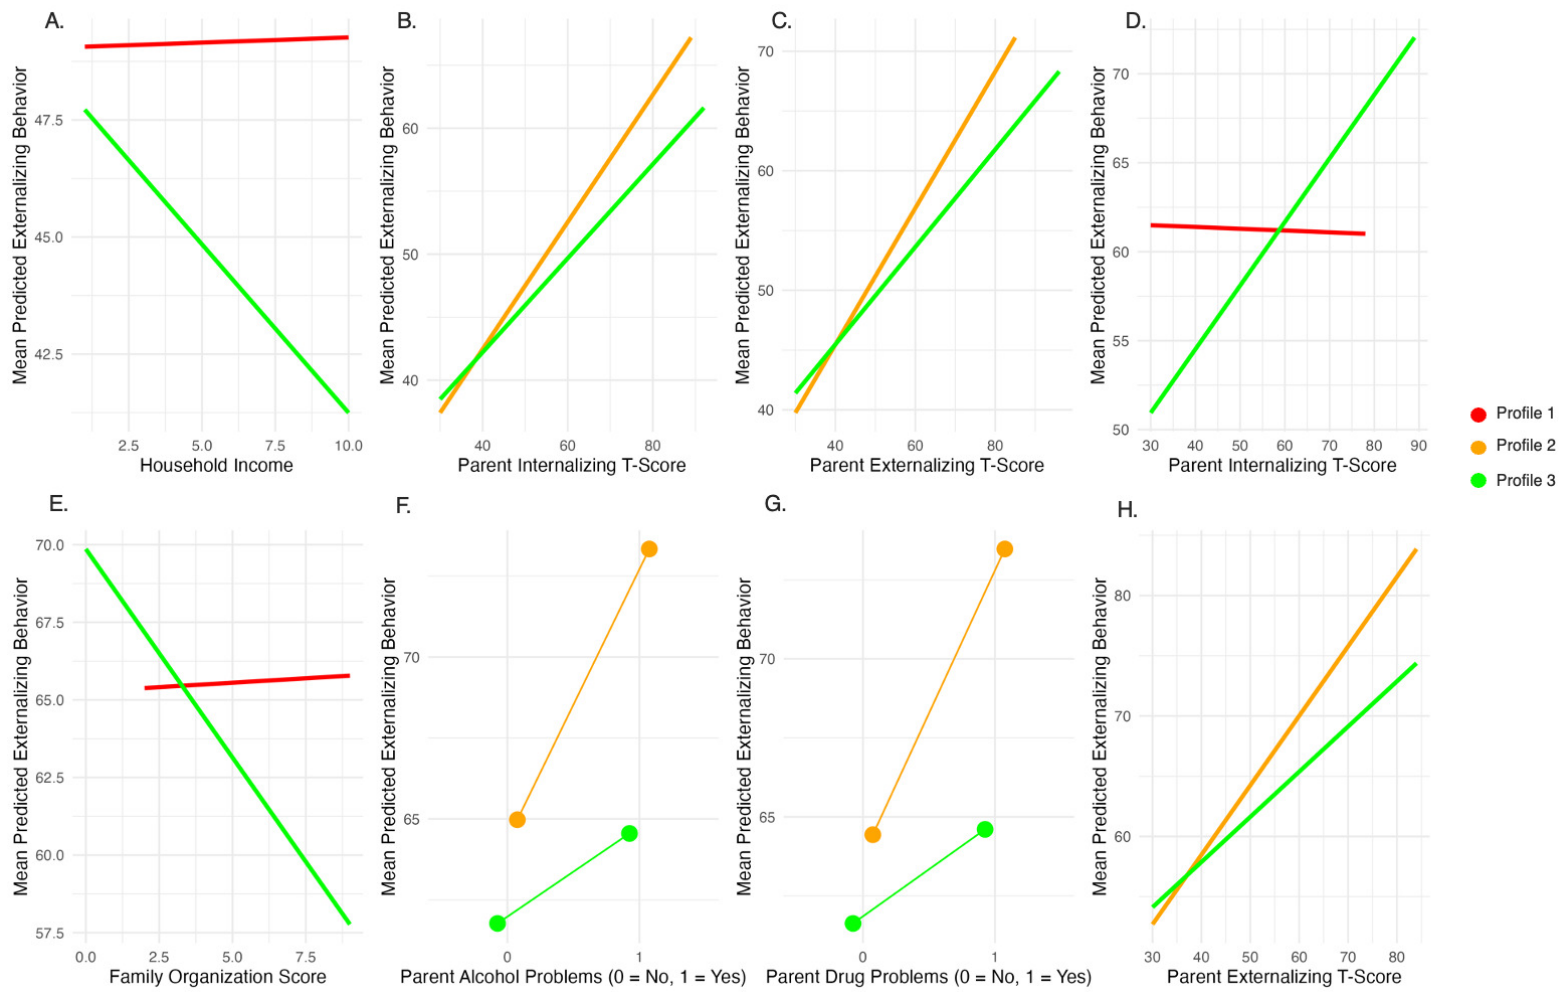 A.
Mean Predicted Externalizing Behavior
47.5
45.0
42.5
2.5 5.0 7.5 10.0
Household Income
B.
Mean Predicted Externalizing Behavior
60
50
40
40 60 80
Parent Internalizing T-Score
C.
Mean Predicted Externalizing Behavior
70
60
50
40
40 60 80
Parent Externalizing T-Score
D.
Mean Predicted Externalizing Behavior
70
65
60
55
50
30 40 50 60 70 80 90
Parent Internalizing T-Score
Profile 1
Profile 2
Profile 3
E.
Mean Predicted Externalizing Behavior
70.0
67.5
65.0
62.5
60.0
57.5
0.0 2.5 5.0 7.5
Family Organization Score
F.
Mean Predicted Externalizing Behavior
70
65
0 1
Parent Alcohol Problems (0 = No, 1 = Yes)
G.
Mean Predicted Externalizing Behavior
70
65
0 1
Parent Drug Problems (0 = No, 1 = Yes)
H.
Mean Predicted Externalizing Behavior
80
70
60
30 40 50 60 70 80
Parent Externalizing T-Score